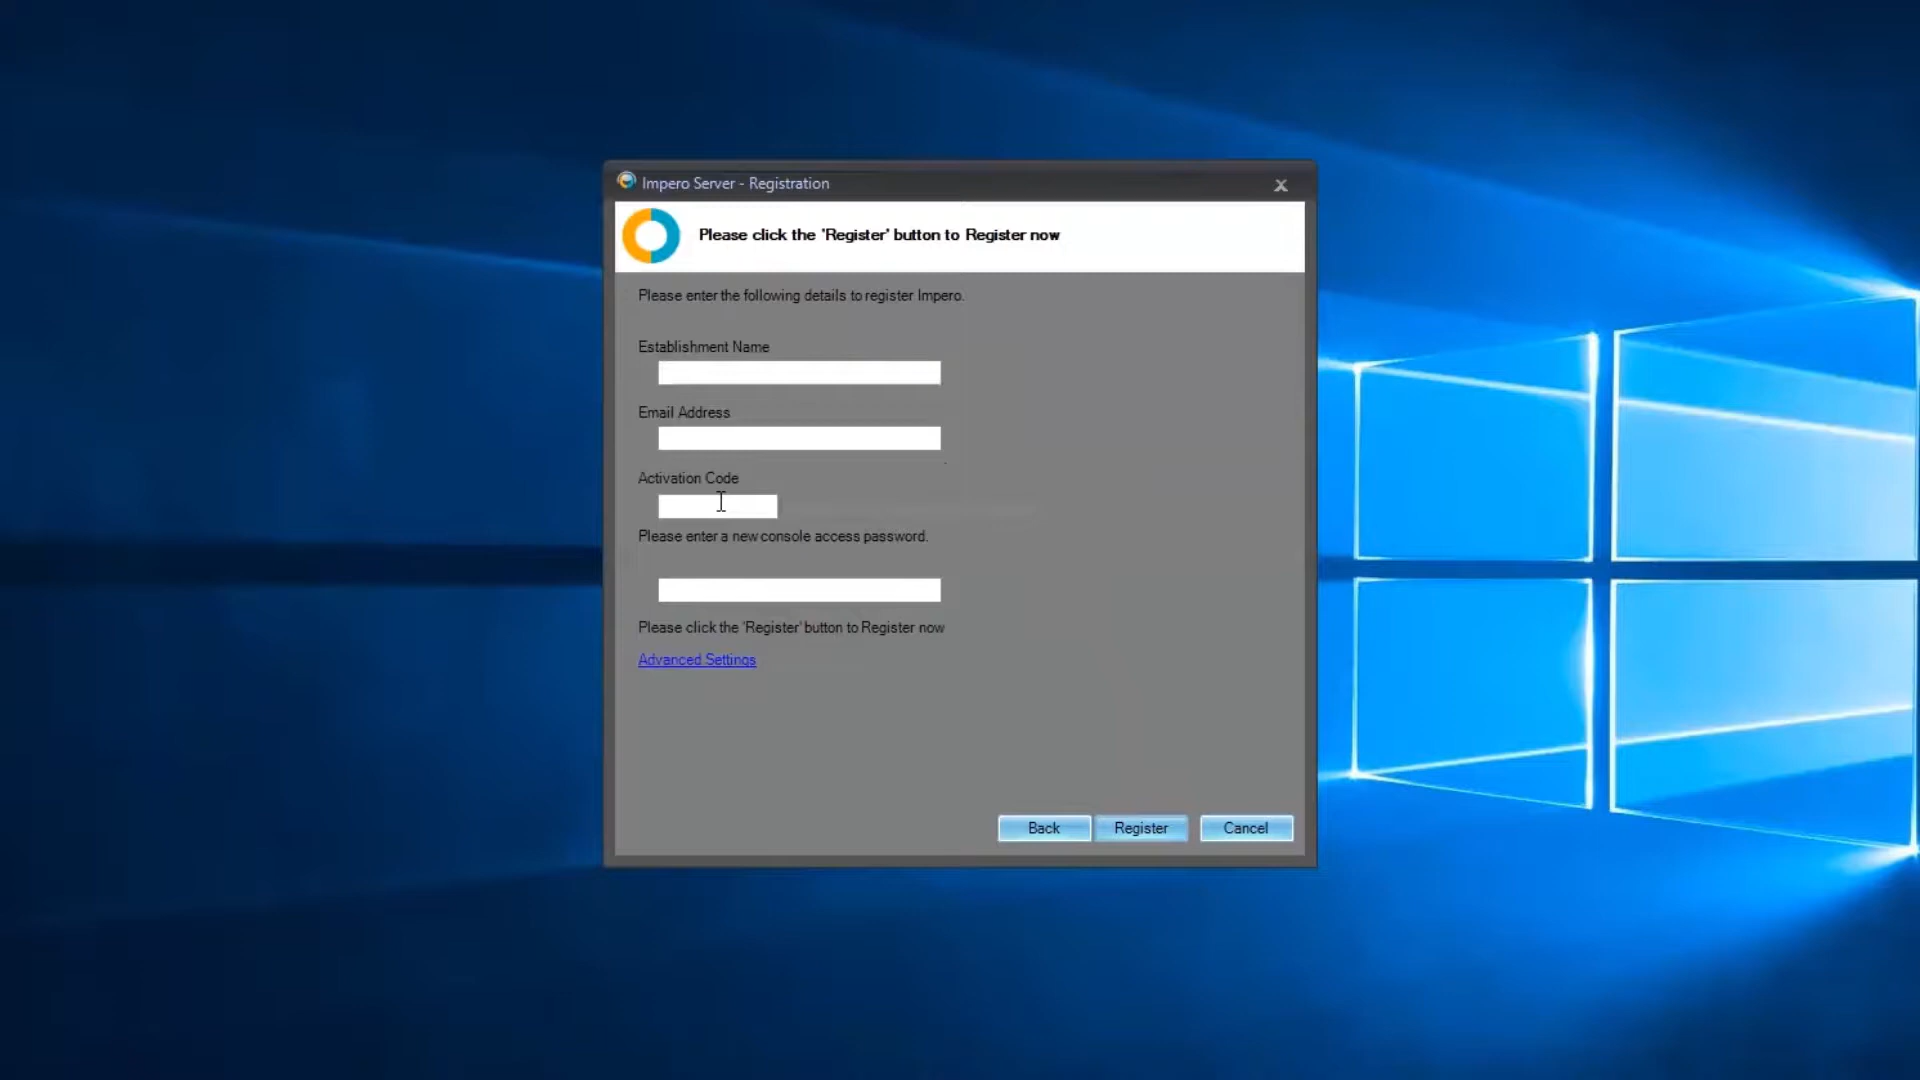 Impero Server - Registration
Please click the 'Register' button to Register now
Please enter the following details to register Impero.
Establishment Name
Email Address
Activation Code
Please enter a new console access password.
Please click the 'Register' button to Register now
Advanced Settings
Back Register Cancel